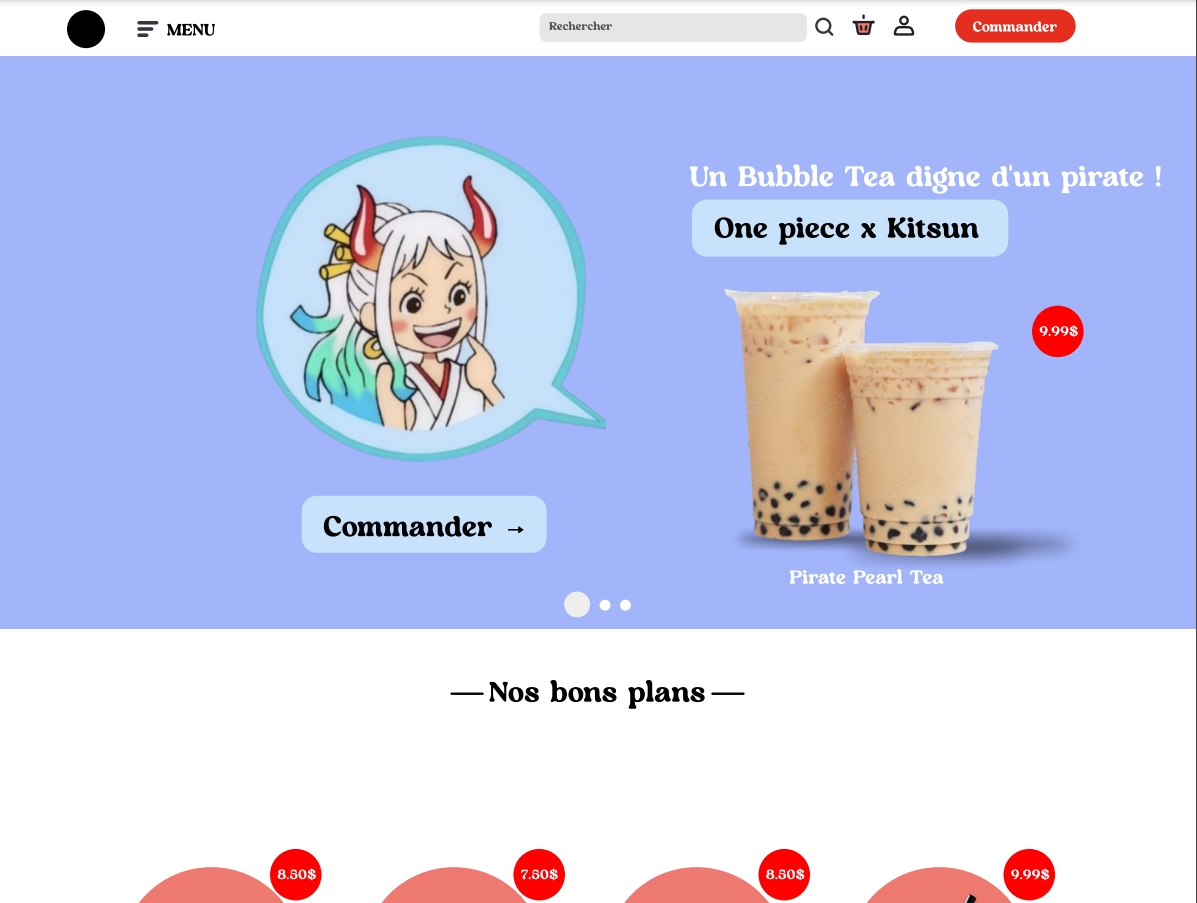 MENU
Rechercher
Commander
Un Bubble Tea digne d'un pirate !
One piece x Kitsun
9.99$
Commander →
Pirate Pearl Tea
Nos bons plans
8.50$
7.50$
8.50$
9.99$